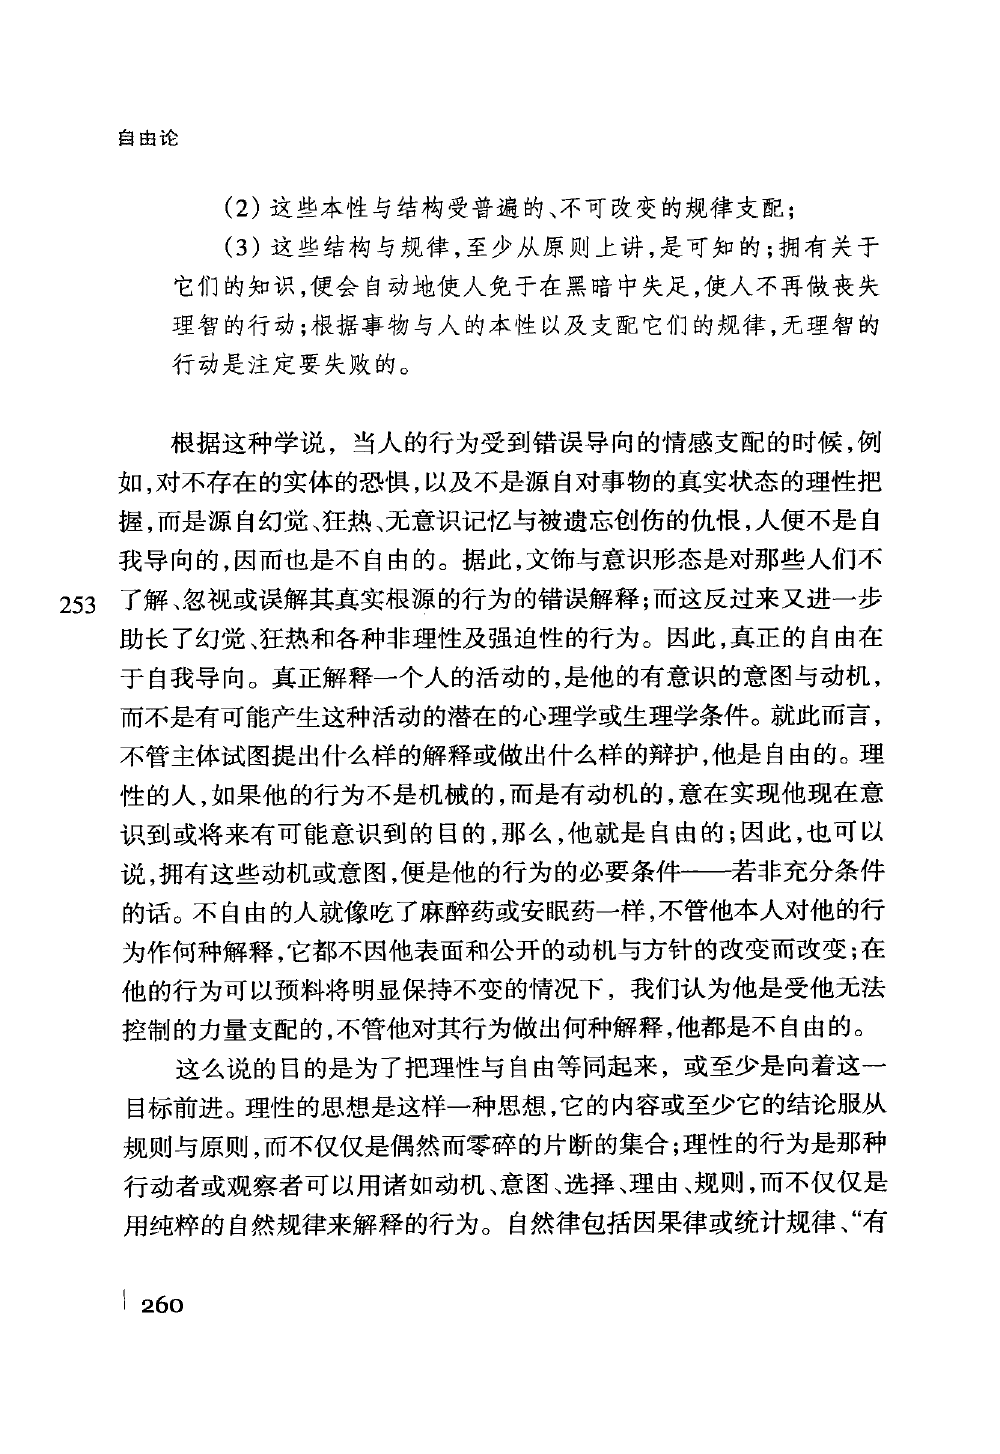 自由论
(2) 这些本性与结构受普遍的、不可改变的规律支配;
(3) 这些结构与规律,至少从原则上讲,是可知的;拥有关于
它们的知识,便会自动地使人免于在黑暗中失足,使人不再做丧失
理智的行动;根据事物与人的本性以及支配它们的规律,无理智的
行动是注定要失败的。
根据这种学说，当人的行为受到错误导向的情感支配的时候,例
如,对不存在的实体的恐惧,以及不是源自对事物的真实状态的理性把
握,而是源自幻觉、狂热、无意识记忆与被遗忘创伤的仇恨,人便不是自
我导向的,因而也是不自由的。据此,文饰与意识形态是对那些人们不
253 了解、忽视或误解其真实根源的行为的错误解释;而这反过来又进一步
助长了幻觉、狂热和各种非理性及强迫性的行为。因此,真正的自由在
于自我导向。真正解释一个人的活动的,是他的有意识的意图与动机,
而不是有可能产生这种活动的潜在的心理学或生理学条件。就此而言,
不管主体试图提出什么样的解释或做出什么样的辩护,他是自由的。理
性的人,如果他的行为不是机械的,而是有动机的,意在实现他现在意
识到或将来有可能意识到的目的,那么,他就是自由的;因此,也可以
说,拥有这些动机或意图,便是他的行为的必要条件——若非充分条件
的话。不自由的人就像吃了麻醉药或安眠药一样,不管他本人对他的行
为作何种解释,它都不因他表面和公开的动机与方针的改变而改变;在
他的行为可以预料将明显保持不变的情况下，我们认为他是受他无法
控制的力量支配的,不管他对其行为做出何种解释,他都是不自由的。
这么说的目的是为了把理性与自由等同起来，或至少是向着这一
目标前进。理性的思想是这样一种思想,它的内容或至少它的结论服从
规则与原则,而不仅仅是偶然而零碎的片断的集合;理性的行为是那种
行动者或观察者可以用诸如动机、意图、选择、理由、规则,而不仅仅是
用纯粹的自然规律来解释的行为。自然律包括因果律或统计规律、“有
260